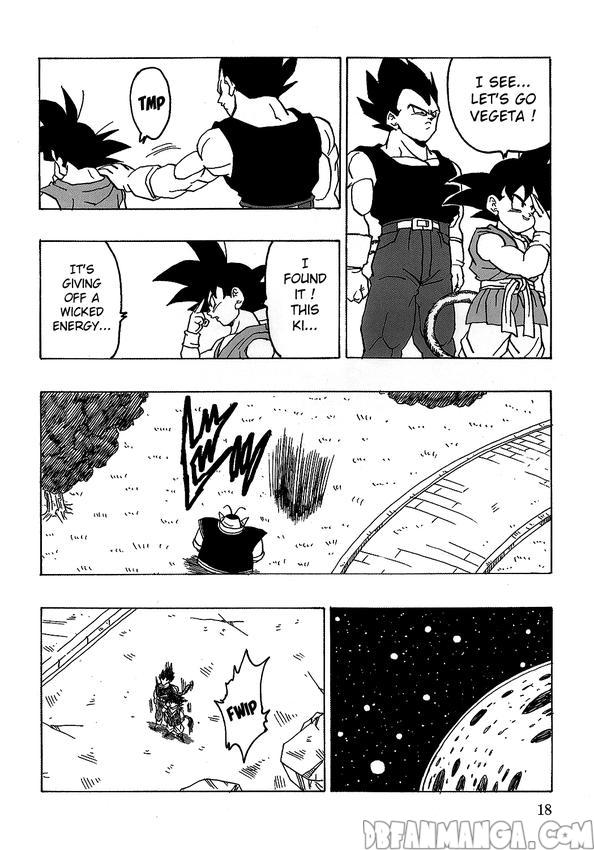 I SEE...
LET'S GO
VEGETA !
TMP
I
FOUND
IT !
THIS
KI...
IT'S
GIVING
OFF A
WICKED
ENERGY...
FWIP
18
DBFANMANGA.COM